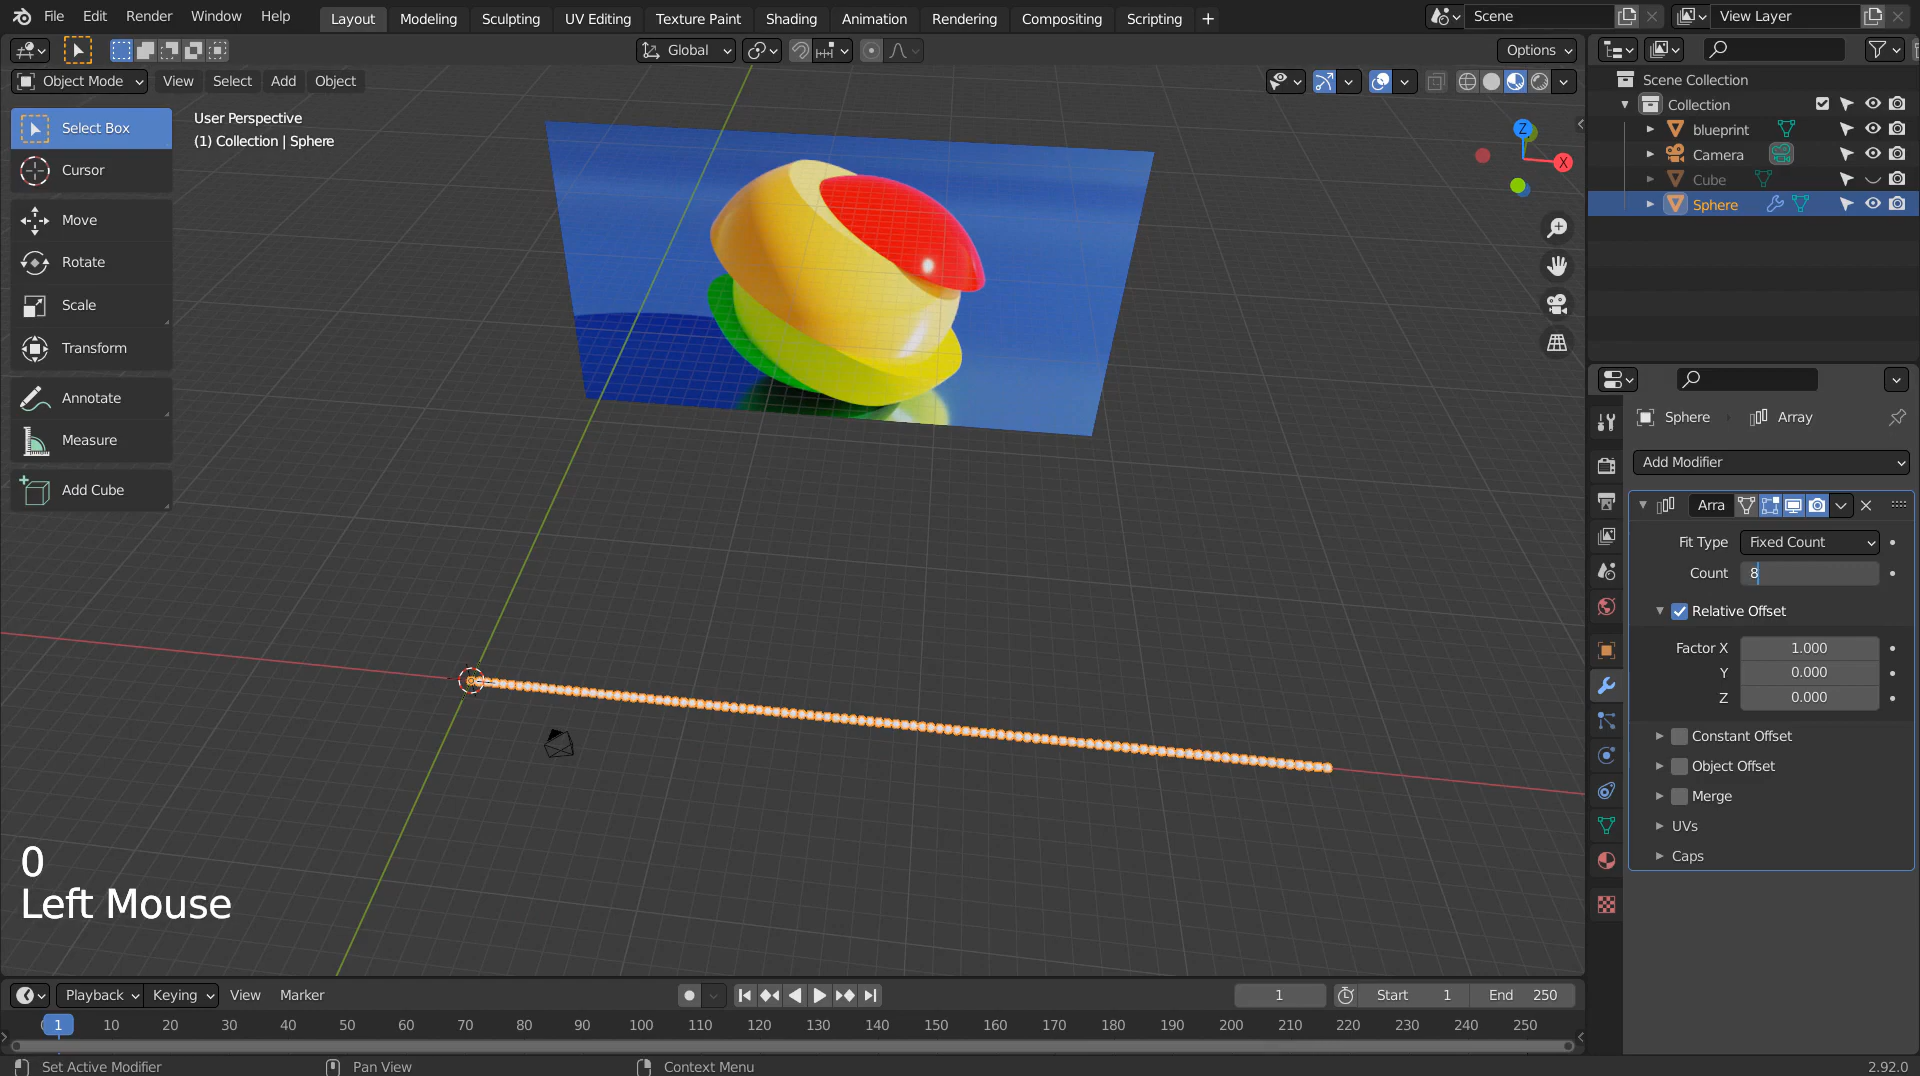 File Edit Render Window Help Layout Modeling Sculpting UV Editing Texture Paint Shading Animation Rendering Compositing Scripting + Scene View Layer
Global Options
Object Mode View Select Add Object
Select Box
Cursor
Move
Rotate
Scale
Transform
Annotate
Measure
Add Cube
User Perspective
(1) Collection | Sphere
Z
X
0
Left Mouse
Scene Collection
Collection
blueprint
Camera
Cube
Sphere
Sphere Array
Add Modifier
Arra
Fit Type Fixed Count
Count 8
Relative Offset
Factor X 1.000
Y 0.000
Z 0.000
Constant Offset
Object Offset
Merge
UVs
Caps
Playback Keying View Marker 1 Start 1 End 250
1 10 20 30 40 50 60 70 80 90 100 110 120 130 140 150 160 170 180 190 200 210 220 230 240 250
Set Active Modifier Pan View Context Menu 2.92.0